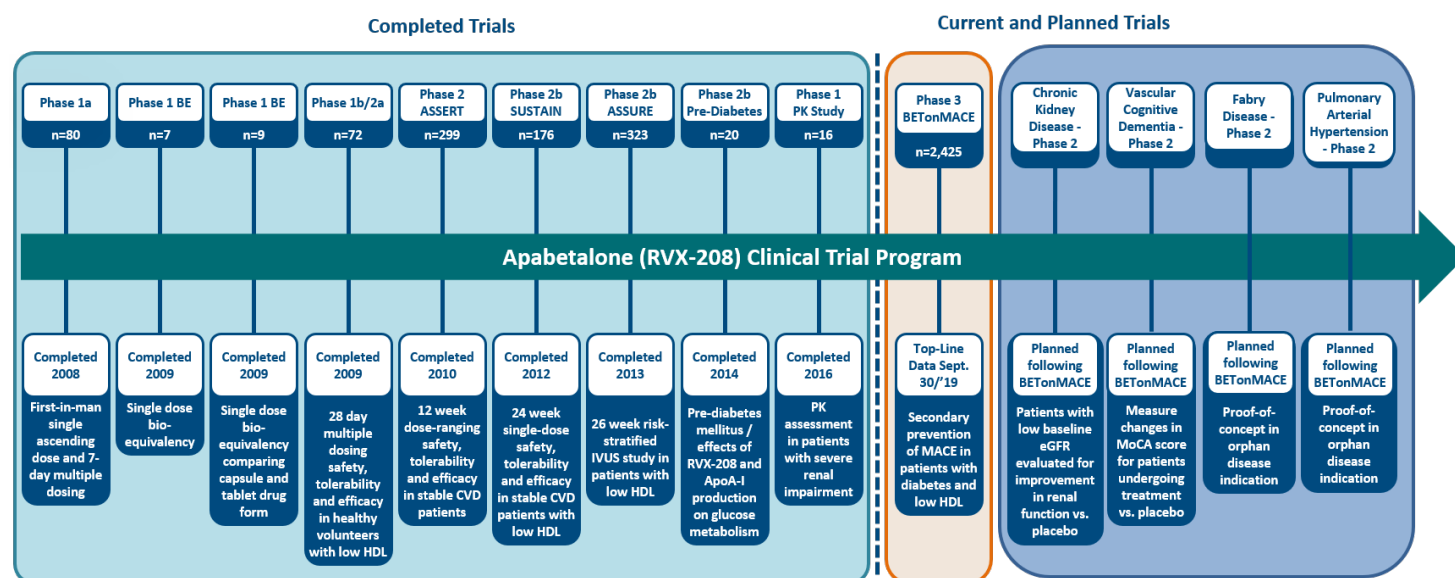 Completed Trials
Current and Planned Trials
Phase 1a
n=80
Phase 1 BE
n=7
Phase 1 BE
n=9
Phase 1b/2a
n=72
Phase 2
ASSERT
n=299
Phase 2b
SUSTAIN
n=176
Phase 2b
ASSURE
n=323
Phase 2b
Pre-Diabetes
n=20
Phase 1
PK Study
n=16
Phase 3
BETonMACE
n=2,425
Chronic
Kidney
Disease -
Phase 2
Vascular
Cognitive
Dementia -
Phase 2
Fabry
Disease -
Phase 2
Pulmonary
Arterial
Hypertension
- Phase 2
Apabetalone (RVX-208) Clinical Trial Program
Completed
2008
First-in-man
single
ascending
dose and 7-
day multiple
dosing
Completed
2009
Single dose
bio-
equivalency
Completed
2009
Single dose
bio-
equivalency
comparing
capsule and
tablet drug
form
Completed
2009
28 day
multiple
dosing
safety,
tolerability
and efficacy
in healthy
volunteers
with low HDL
Completed
2010
12 week
dose-ranging
safety,
tolerability
and efficacy
in stable CVD
patients
Completed
2012
24 week
single-dose
safety,
tolerability
and efficacy
in stable CVD
patients with
low HDL
Completed
2013
26 week risk-
stratified
IVUS study in
patients with
low HDL
Completed
2014
Pre-diabetes
mellitus /
effects of
RVX-208 and
ApoA-I
production
on glucose
metabolism
Completed
2016
PK
assessment
in patients
with severe
renal
impairment
Top-Line
Data Sept.
30/'19
Secondary
prevention
of MACE in
patients with
diabetes and
low HDL
Planned
following
BETonMACE
Patients with
low baseline
eGFR
evaluated for
improvement
in renal
function vs.
placebo
Planned
following
BETonMACE
Measure
changes in
MoCA score
for patients
undergoing
treatment
vs. placebo
Planned
following
BETonMACE
Proof-of-
concept in
orphan
disease
indication
Planned
following
BETonMACE
Proof-of-
concept in
orphan
disease
indication